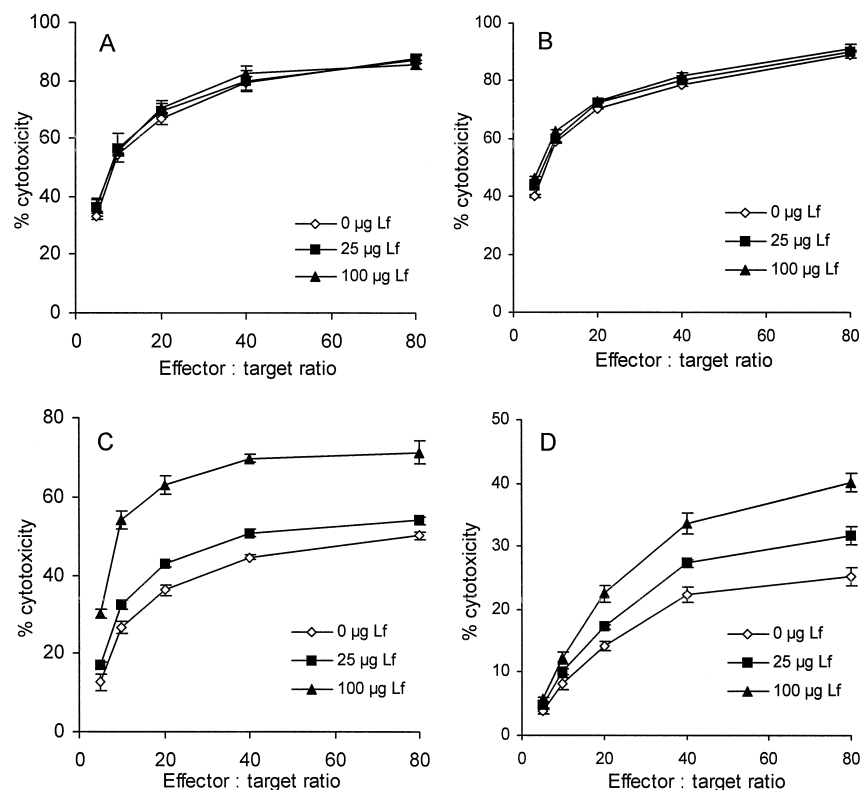 A
% cytotoxicity
100
80
60
40
20
0
0 µg Lf
25 µg Lf
100 µg Lf
0 20 40 60 80
Effector : target ratio
B
% cytotoxicity
100
80
60
40
20
0
0 µg Lf
25 µg Lf
100 µg Lf
0 20 40 60 80
Effector : target ratio
C
% cytotoxicity
80
60
40
20
0
0 µg Lf
25 µg Lf
100 µg Lf
0 20 40 60 80
Effector : target ratio
D
% cytotoxicity
50
40
30
20
10
0
0 µg Lf
25 µg Lf
100 µg Lf
0 20 40 60 80
Effector : target ratio